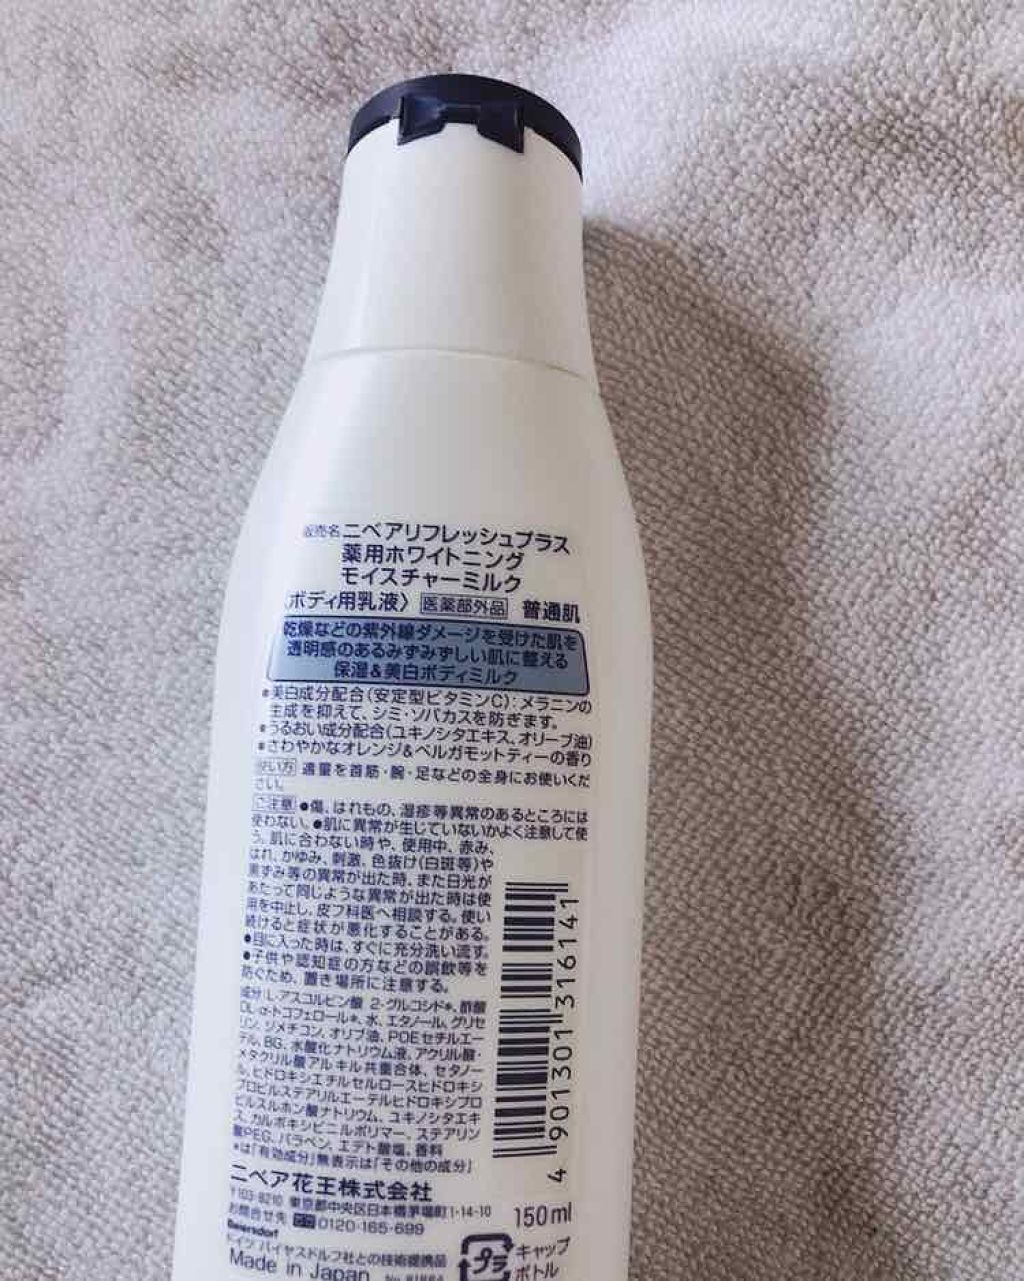 販売名 ニベアリフレッシュプラス
薬用ホワイトニング
モイスチャーミルク
〈ボディ用乳液〉 医薬部外品 普通肌
乾燥などの紫外線ダメージを受けた肌を
透明感のあるみずみずしい肌に整える
保湿&美白ボディミルク
●美白成分配合(安定型ビタミンC):メラニンの
生成を抑えて、シミ・ソバカスを防ぎます。
●うるおい成分配合(ユキノシタエキス、オリーブ油)
●さわやかなオレンジ&ベルガモットティーの香り
使い方 適量を首筋・腕・足などの全身にお使いくだ
さい。
ご注意 ●傷、はれもの、湿疹等異常のあるところには
使わない。●肌に異常が生じていないかよく注意して使
う。肌に合わない時や、使用中、赤み、
はれ、かゆみ、刺激、色抜け(白斑等)や
黒ずみ等の異常が出た時、また日光が
あたって同じような異常が出た時は使
用を中止し、皮フ科医へ相談する。使い
続けると症状が悪化することがある。
●目に入った時は、すぐに充分洗い流す。
●子供や認知症の方などの誤飲等を
防ぐため、置き場所に注意する。
成分:L-アスコルビン酸 2-グルコシド*、酢酸
DL-α-トコフェロール*、水、エタノール、グリセ
リン、ジメチコン、オリブ油、POEセチルエー
テル、BG、水酸化ナトリウム液、アクリル酸・
メタクリル酸アルキル共重合体、セタノー
ル、ヒドロキシエチルセルロースヒドロキシ
プロピルステアリルエーテルヒドロキシプロ
ピルスルホン酸ナトリウム、ユキノシタエキ
ス、カルボキシビニルポリマー、ステアリン
酸PEG、パラベン、エデト酸塩、香料
*は「有効成分」無表示は「その他の成分」
4 901301 316141
ニベア花王株式会社
〒103-8210 東京都中央区日本橋茅場町1-14-10
お問合せ先 0120-165-699
150ml
Beiersdorf
ドイツ バイヤスドルフ社との技術提携品
Made in Japan
プラ
キャップ
ボトル